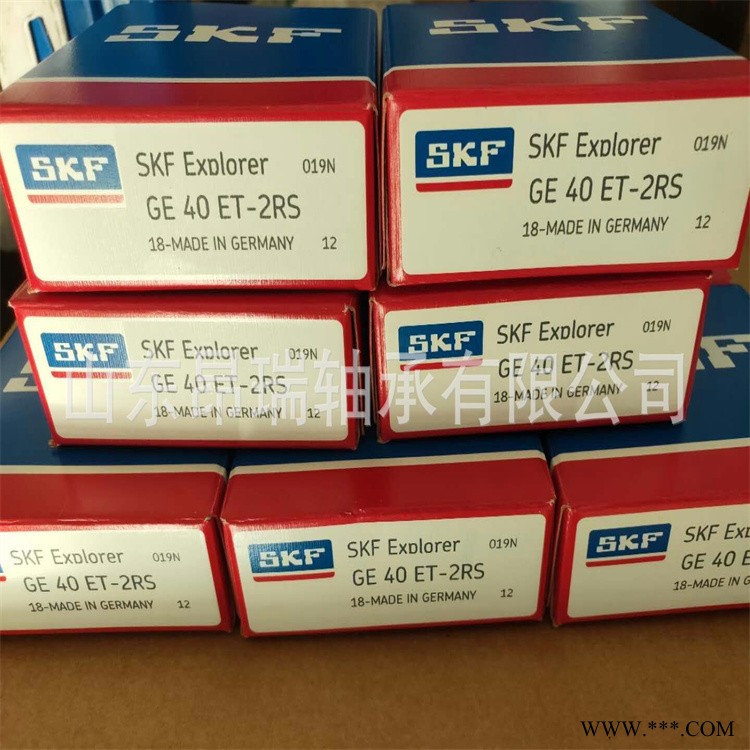 SKF
SKF
SKF
SKF Explorer 019N
GE 40 ET-2RS
18-MADE IN GERMANY 12
SKF
SKF Explorer 019N
GE 40 ET-2RS
18-MADE IN GERMANY 12
SKF
SKF Explorer 019N
GE 40 ET-2RS
18-MADE IN GERMANY 12
SKF
SKF Explorer 019N
GE 40 ET-2RS
18-MADE IN GERMANY 12
山东昂瑞轴承有限公司
SKF Explorer 019N
GE 40 ET-2RS
18-MADE IN GERMANY 12
SKF
SKF Explorer 019N
GE 40 ET-2RS
18-MADE IN GERMANY 12
SKF
SKF Explorer
GE 40 E
18-MADE IN GE
WWW.***.COM